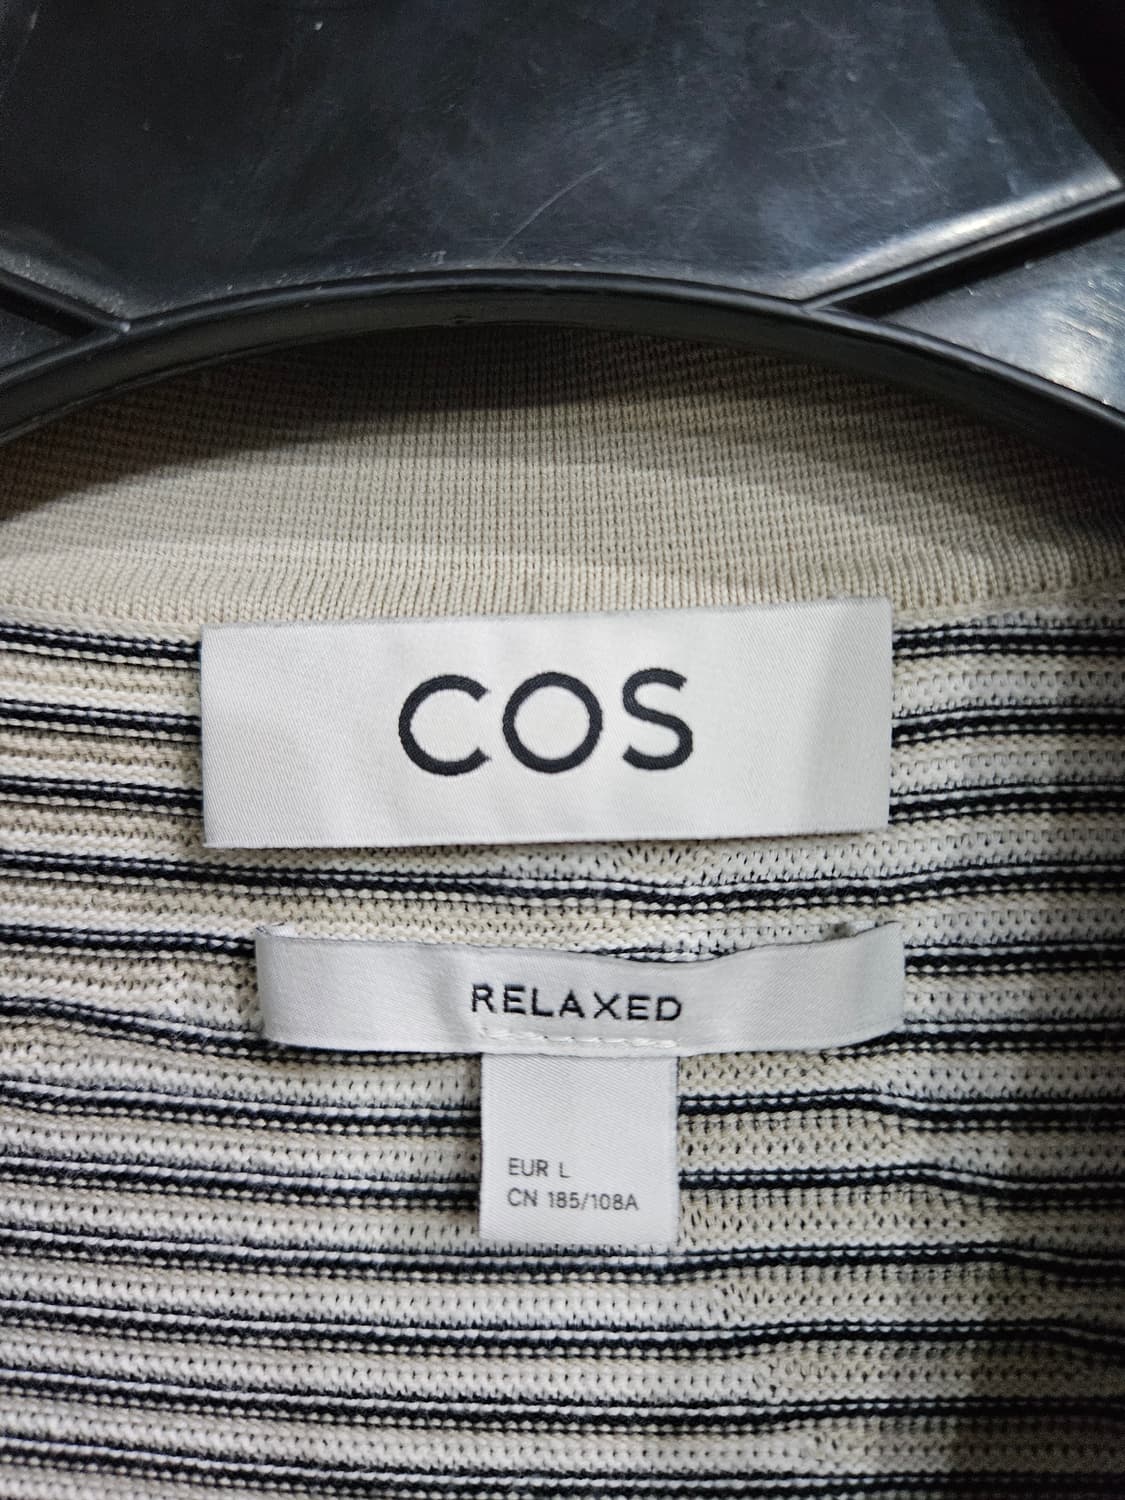 COS
RELAXED
EUR L
CN 185/108A